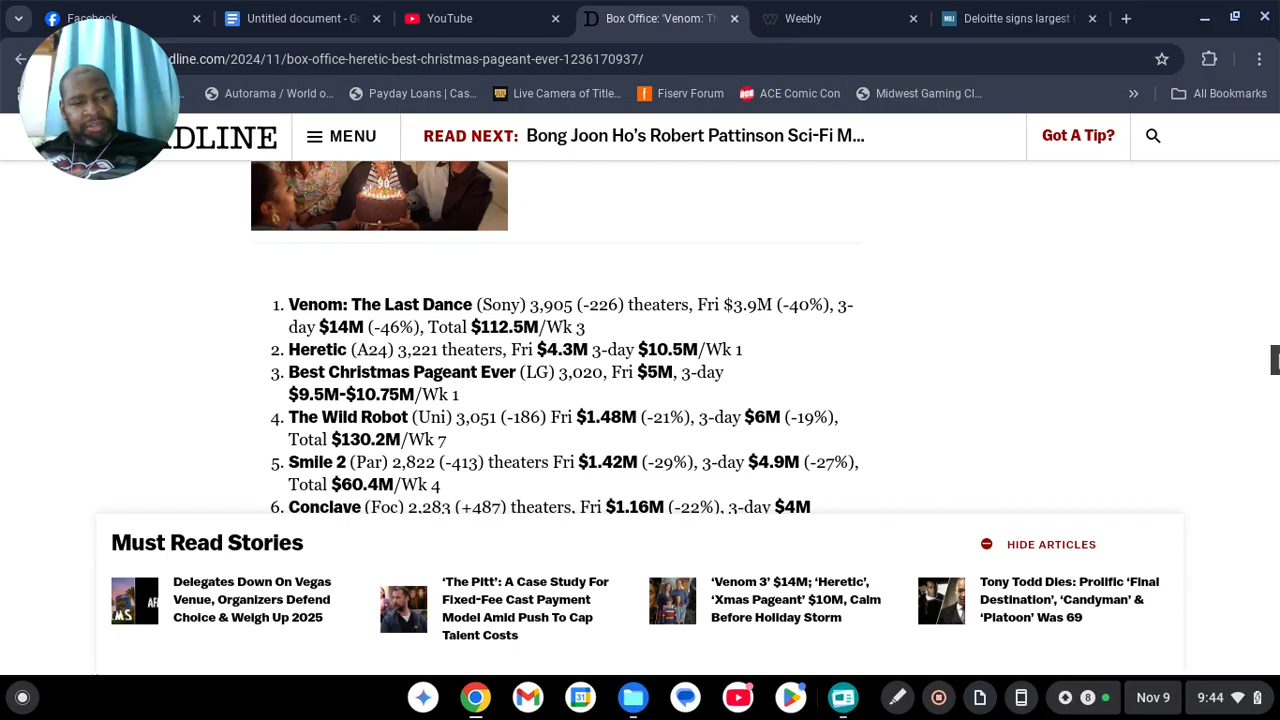 Facebook
Untitled document - Go
YouTube
Box Office: 'Venom: Th
Weebly
Deloitte signs largest
dline.com/2024/11/box-office-heretic-best-christmas-pageant-ever-1236170937/
Autorama / World o...
Payday Loans | Cas...
Live Camera of Title...
Fiserv Forum
ACE Comic Con
Midwest Gaming Cl...
All Bookmarks
DLINE
MENU
READ NEXT: Bong Joon Ho's Robert Pattinson Sci-Fi M...
Got A Tip?
90
1. Venom: The Last Dance (Sony) 3,905 (-226) theaters, Fri $3.9M (-40%), 3-
day $14M (-46%), Total $112.5M/Wk 3
2. Heretic (A24) 3,221 theaters, Fri $4.3M 3-day $10.5M/Wk 1
3. Best Christmas Pageant Ever (LG) 3,020, Fri $5M, 3-day
$9.5M-$10.75M/Wk 1
4. The Wild Robot (Uni) 3,051 (-186) Fri $1.48M (-21%), 3-day $6M (-19%),
Total $130.2M/Wk 7
5. Smile 2 (Par) 2,822 (-413) theaters Fri $1.42M (-29%), 3-day $4.9M (-27%),
Total $60.4M/Wk 4
6. Conclave (Foc) 2,283 (+487) theaters, Fri $1.16M (-22%), 3-day $4M
Must Read Stories
HIDE ARTICLES
Delegates Down On Vegas
Venue, Organizers Defend
Choice & Weigh Up 2025
'The Pitt': A Case Study For
Fixed-Fee Cast Payment
Model Amid Push To Cap
Talent Costs
'Venom 3' $14M; 'Heretic',
'Xmas Pageant' $10M, Calm
Before Holiday Storm
Tony Todd Dies: Prolific 'Final
Destination', 'Candyman' &
'Platoon' Was 69
31
8
Nov 9
9:44